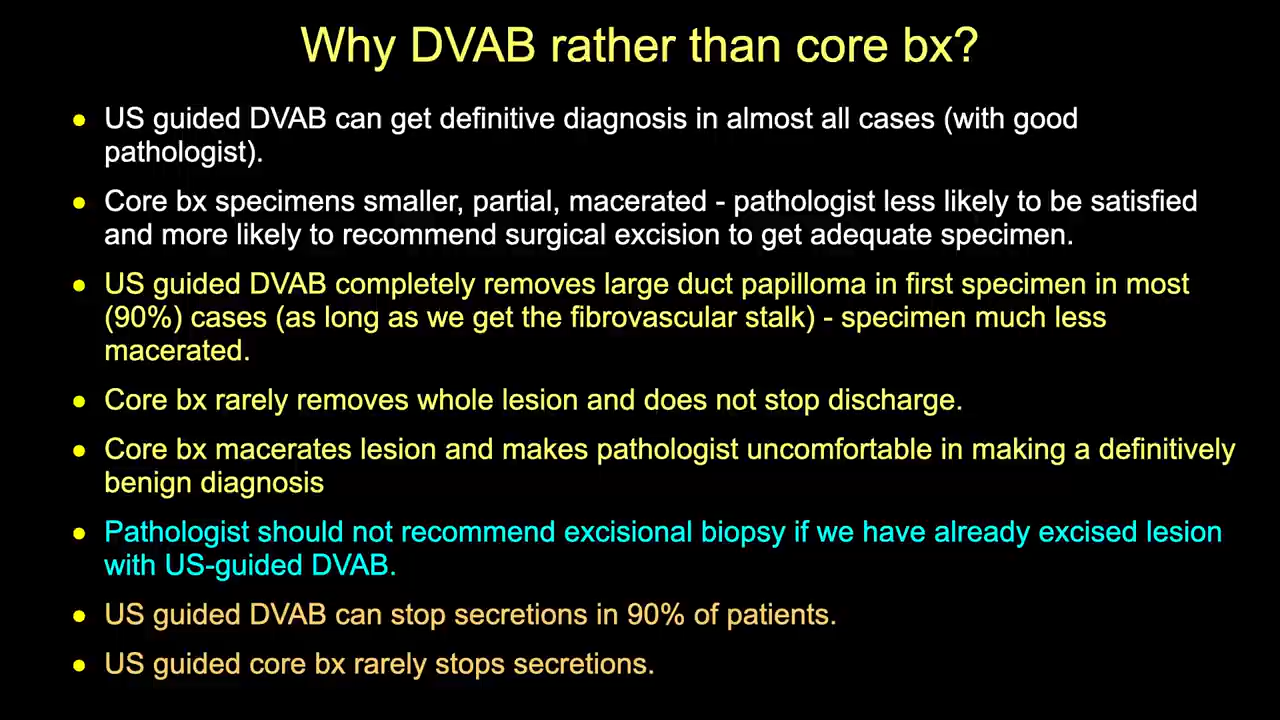 Why DVAB rather than core bx?
• US guided DVAB can get definitive diagnosis in almost all cases (with good
pathologist).
• Core bx specimens smaller, partial, macerated - pathologist less likely to be satisfied
and more likely to recommend surgical excision to get adequate specimen.
• US guided DVAB completely removes large duct papilloma in first specimen in most
(90%) cases (as long as we get the fibrovascular stalk) - specimen much less
macerated.
• Core bx rarely removes whole lesion and does not stop discharge.
• Core bx macerates lesion and makes pathologist uncomfortable in making a definitively
benign diagnosis
• Pathologist should not recommend excisional biopsy if we have already excised lesion
with US-guided DVAB.
• US guided DVAB can stop secretions in 90% of patients.
• US guided core bx rarely stops secretions.